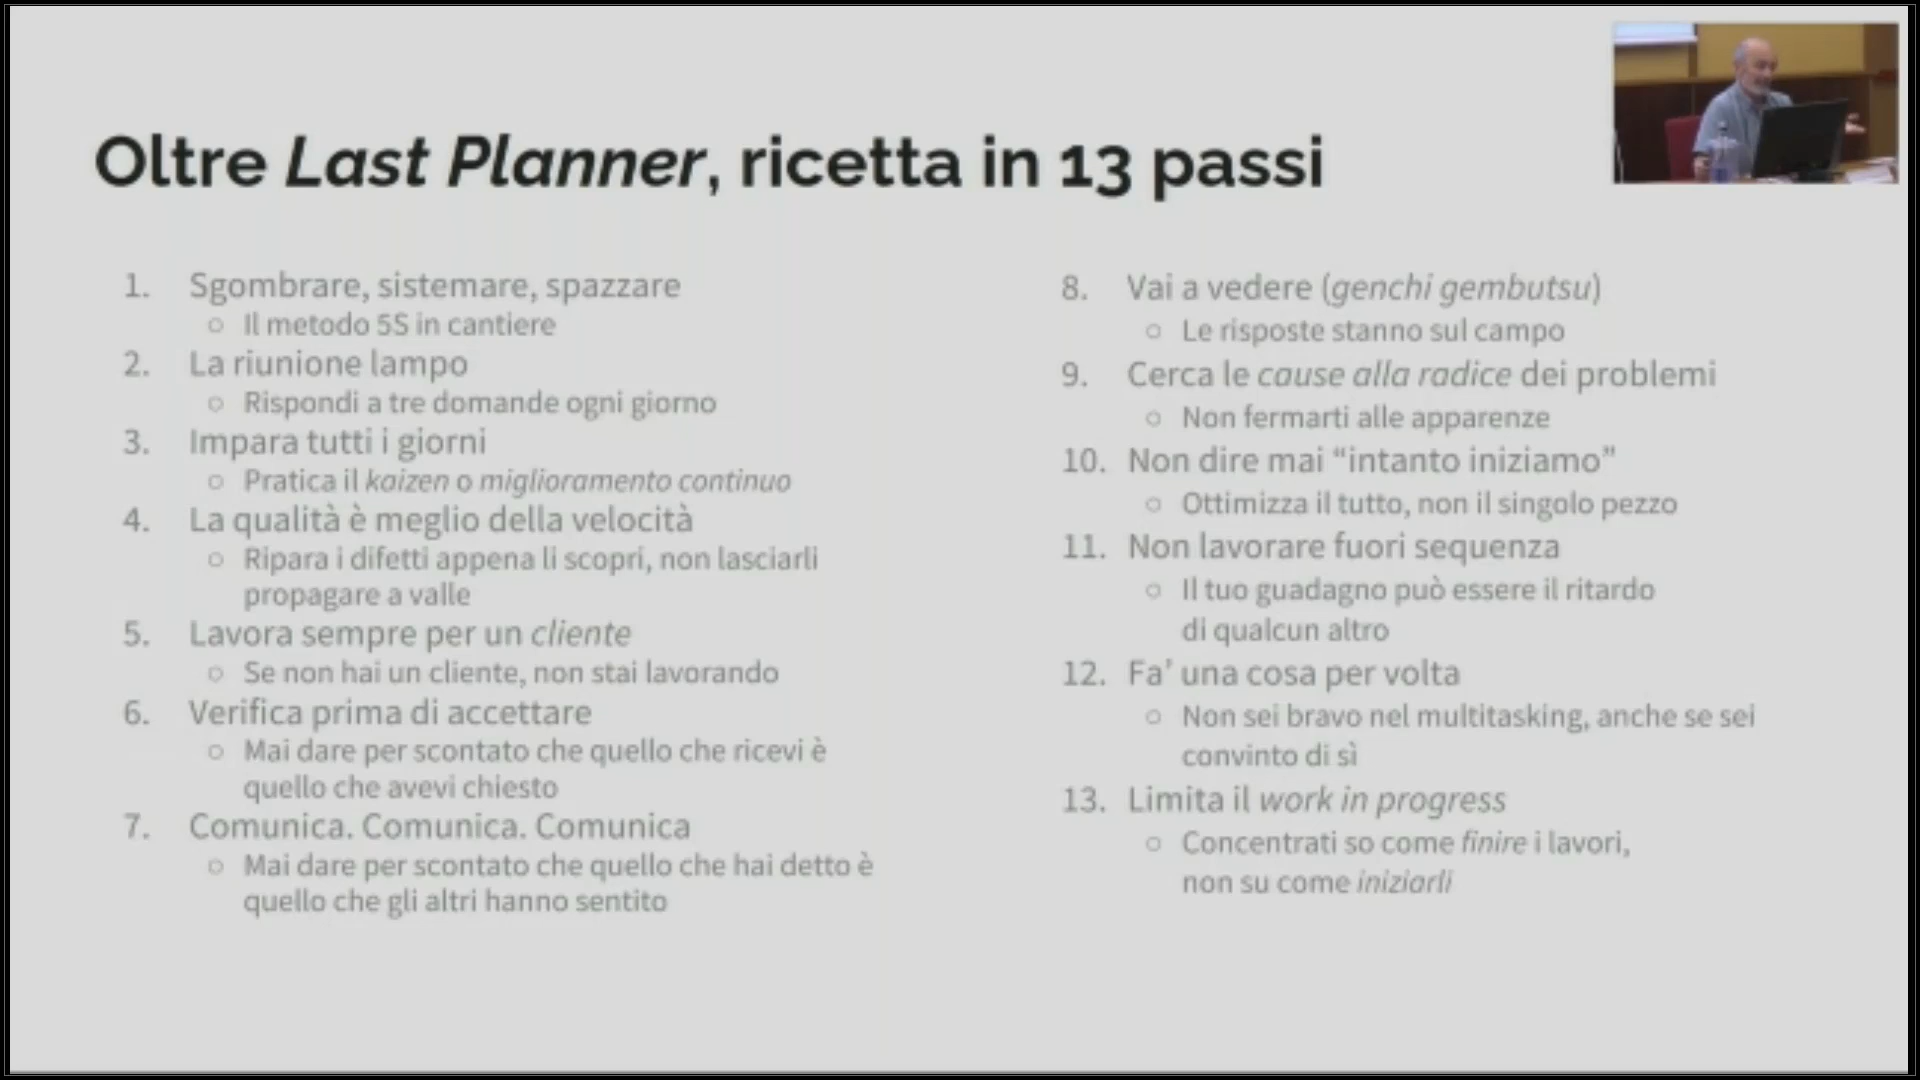 Oltre Last Planner, ricetta in 13 passi
1. Sgombrare, sistemare, spazzare
○ Il metodo 5S in cantiere
2. La riunione lampo
○ Rispondi a tre domande ogni giorno
3. Impara tutti i giorni
○ Pratica il kaizen o miglioramento continuo
4. La qualità è meglio della velocità
○ Ripara i difetti appena li scopri, non lasciarli
propagare a valle
5. Lavora sempre per un cliente
○ Se non hai un cliente, non stai lavorando
6. Verifica prima di accettare
○ Mai dare per scontato che quello che ricevi è
quello che avevi chiesto
7. Comunica. Comunica. Comunica
○ Mai dare per scontato che quello che hai detto è
quello che gli altri hanno sentito
8. Vai a vedere (genchi gembutsu)
○ Le risposte stanno sul campo
9. Cerca le cause alla radice dei problemi
○ Non fermarti alle apparenze
10. Non dire mai “intanto iniziamo”
○ Ottimizza il tutto, non il singolo pezzo
11. Non lavorare fuori sequenza
○ Il tuo guadagno può essere il ritardo
di qualcun altro
12. Fa’ una cosa per volta
○ Non sei bravo nel multitasking, anche se sei
convinto di sì
13. Limita il work in progress
○ Concentrati so come finire i lavori,
non su come iniziarli